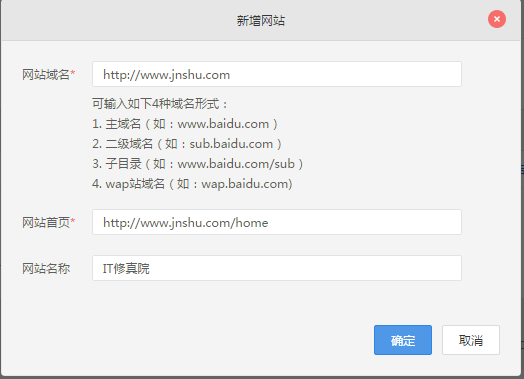 新增网站
网站域名* http://www.jnshu.com
可输入如下4种域名形式：
1. 主域名（如：www.baidu.com）
2. 二级域名（如：sub.baidu.com）
3. 子目录（如：www.baidu.com/sub）
4. wap站域名（如：wap.baidu.com)
网站首页* http://www.jnshu.com/home
网站名称 IT修真院
确定 取消